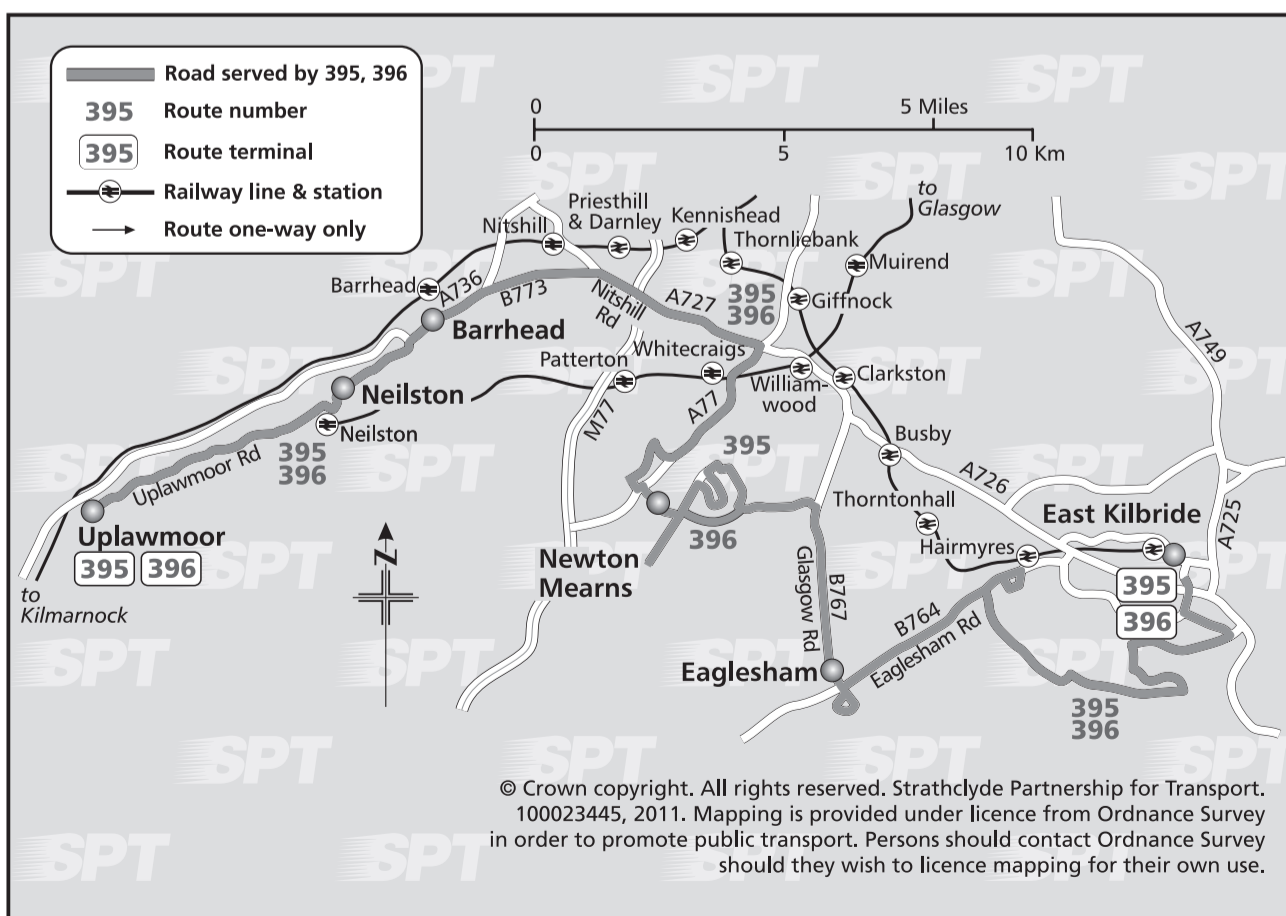 Road served by 395, 396
395 Route number
395 Route terminal
Railway line & station
Route one-way only
0 5 Miles
0 5 10 Km
to
Glasgow
Priesthill
& Darnley
Kennishead
Nitshill
Thornliebank
Muirend
Barrhead
A736
B773
Nitshill
Rd
A727
395
396
Giffnock
Barrhead
A749
Patterton
Whitecraigs
William-
wood
Clarkston
Neilston
Neilston
M77
A77
395
Busby
395
396
Uplawmoor Rd
A726
Thorntonhall
East Kilbride
A725
Uplawmoor
395 396
396
Hairmyres
N
Newton
Mearns
Glasgow Rd
B767
395
396
to
Kilmarnock
B764
Eaglesham Rd
Eaglesham
395
396
© Crown copyright. All rights reserved. Strathclyde Partnership for Transport.
100023445, 2011. Mapping is provided under licence from Ordnance Survey
in order to promote public transport. Persons should contact Ordnance Survey
should they wish to licence mapping for their own use.
SPT